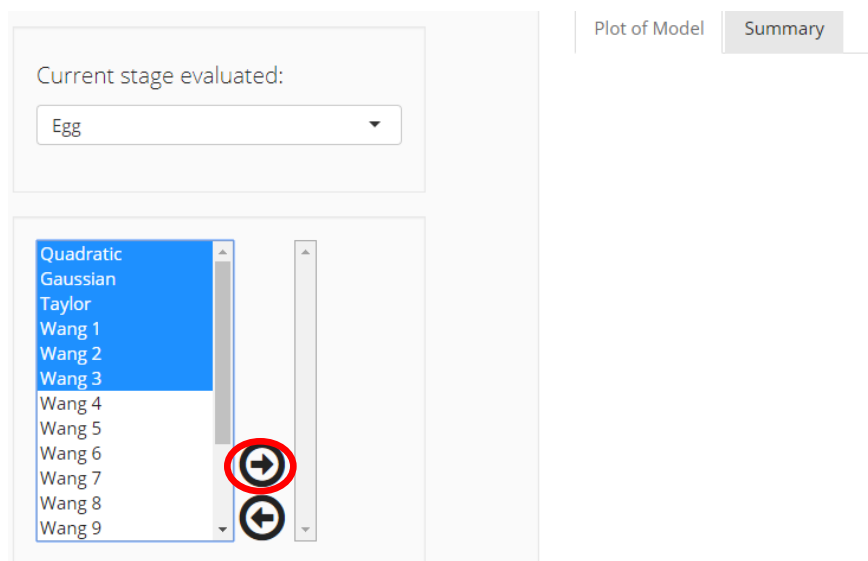 Plot of Model
Summary
Current stage evaluated:
Egg
Quadratic
Gaussian
Taylor
Wang 1
Wang 2
Wang 3
Wang 4
Wang 5
Wang 6
Wang 7
Wang 8
Wang 9